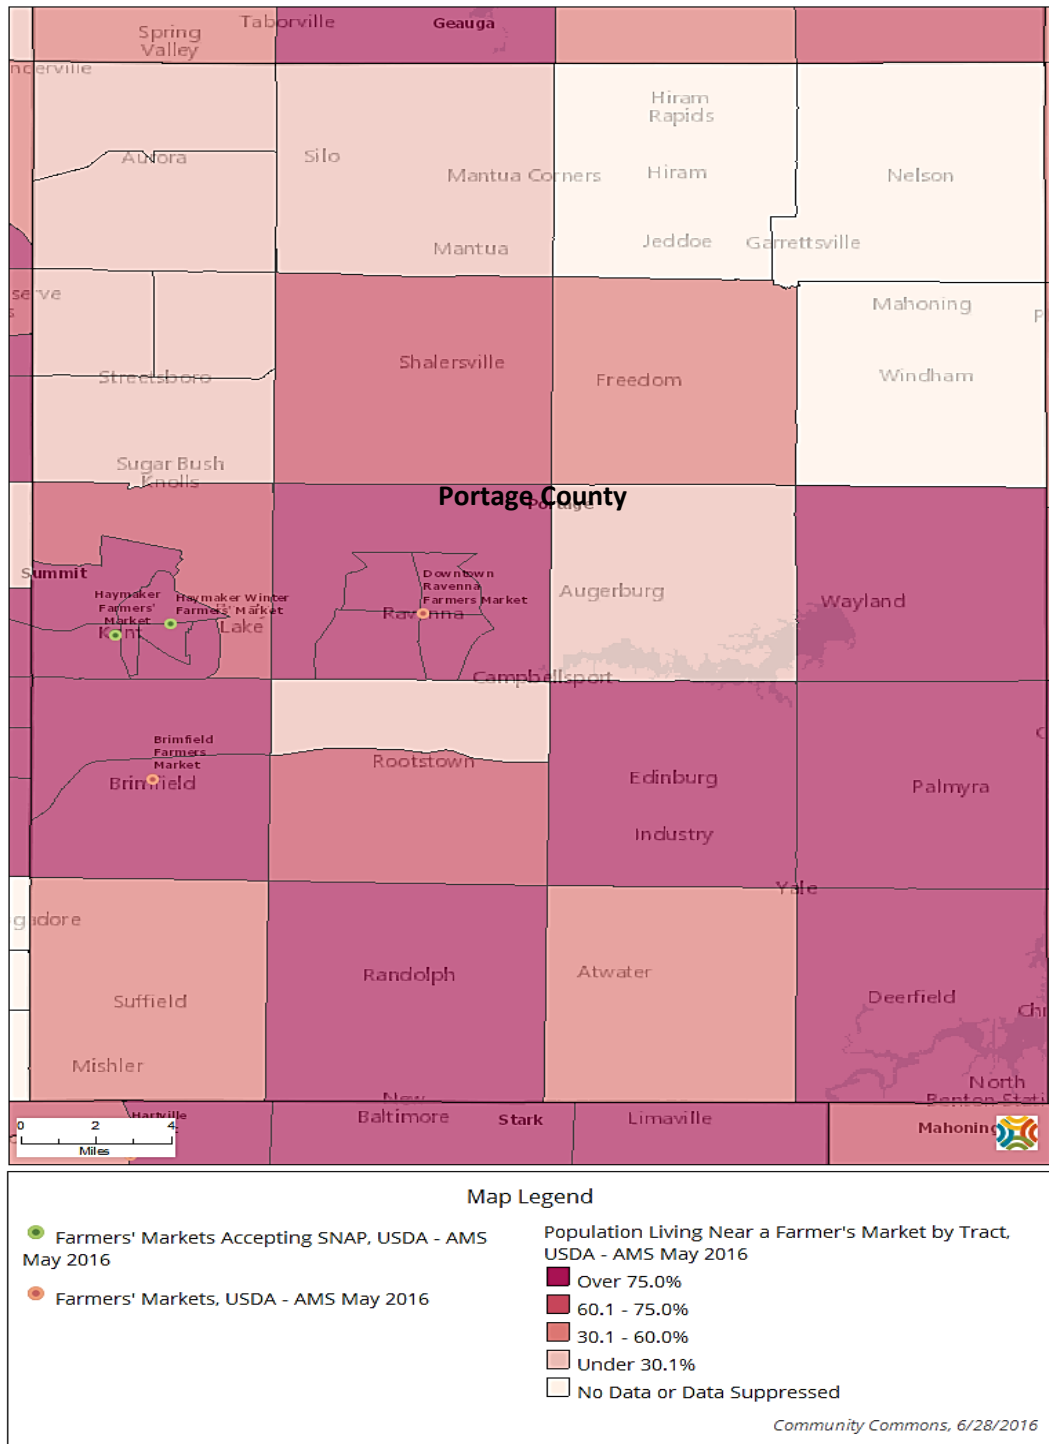 Taborville
Geauga
Spring
Valley
Hiram
Rapids
Aurora
Silo
Mantua Corners
Hiram
Nelson
Mantua
Jeddoe
Garrettsville
serve
Mahoning
P
Shalersville
Streetsboro
Freedom
Windham
Sugar Bush
Knolls
Portage County
Portage
Summit
Haymaker
Farmers'
Market
Haymaker Winter
Farmers' Market
Downtown
Ravenna
Farmers Market
Augerburg
Wayland
Kent
Lake
Ravenna
Campbellsport
Brimfield
Farmers
Market
Brimfield
Rootstown
Edinburg
Palmyra
Industry
Yale
gadore
Randolph
Atwater
Suffield
Deerfield
Mishler
North
Benton Stati
New
Baltimore
Hartville
Stark
Limaville
Mahoning
0 2 4
Miles
Map Legend
Farmers' Markets Accepting SNAP, USDA - AMS
May 2016
Farmers' Markets, USDA - AMS May 2016
Population Living Near a Farmer's Market by Tract,
USDA - AMS May 2016
Over 75.0%
60.1 - 75.0%
30.1 - 60.0%
Under 30.1%
No Data or Data Suppressed
Community Commons, 6/28/2016